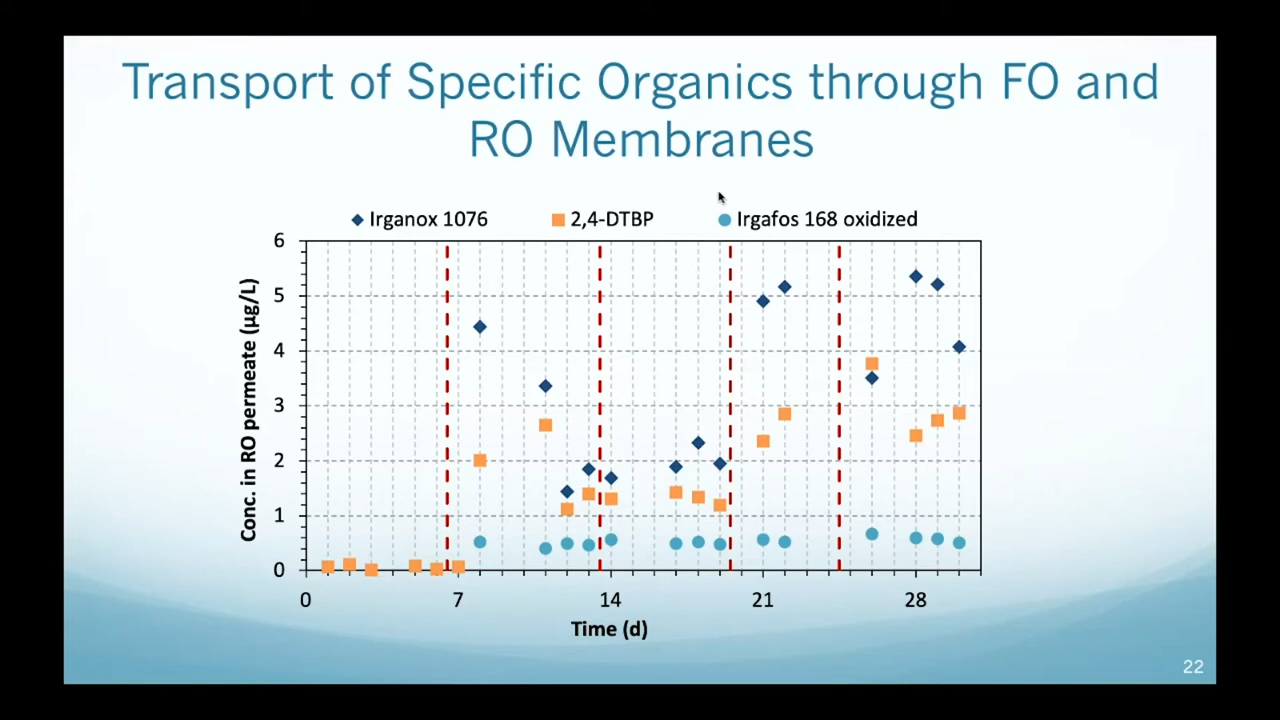 Transport of Specific Organics through FO and
RO Membranes
Irganox 1076
2,4-DTBP
Irgafos 168 oxidized
Conc. in RO permeate (µg/L)
6
5
4
3
2
1
0
0
7
14
21
28
Time (d)
22